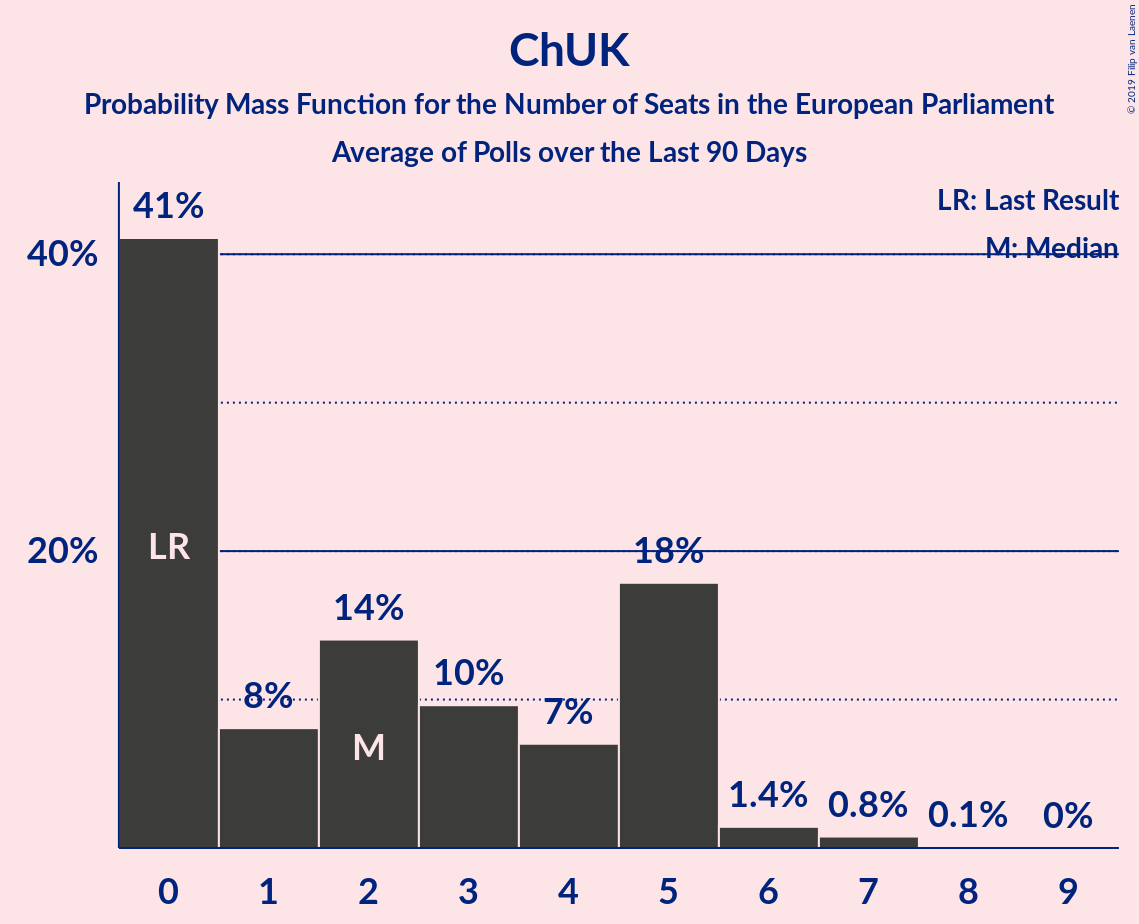 ChUK
Probability Mass Function for the Number of Seats in the European Parliament
Average of Polls over the Last 90 Days
© 2019 Filip van Laenen
LR: Last Result
M: Median
41%
40%
LR
20%
18%
14%
8%
M
10%
7%
1.4%
0.8%
0.1%
0%
0 1 2 3 4 5 6 7 8 9